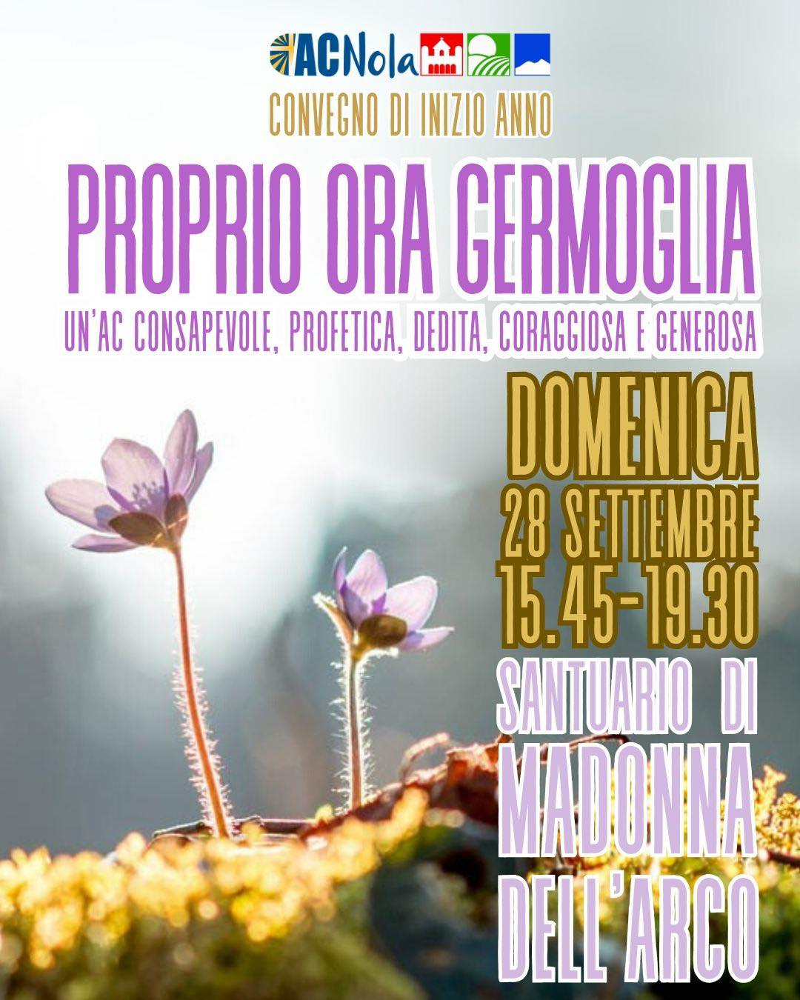 ACNola
CONVEGNO DI INIZIO ANNO
PROPRIO ORA GERMOGLIA
UN'AC CONSAPEVOLE, PROFETICA, DEDITA, CORAGGIOSA E GENEROSA
DOMENICA
28 SETTEMBRE
15.45-19.30
SANTUARIO DI
MADONNA
DELL'ARCO